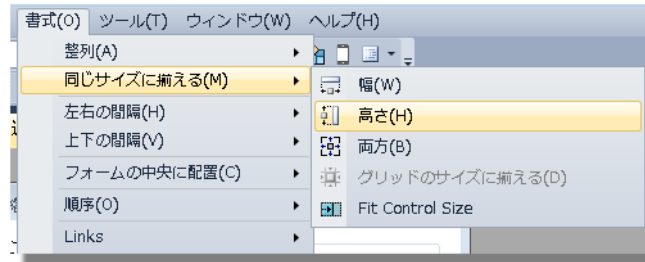 書式(O) ツール(T) ウィンドウ(W) ヘルプ(H)
整列(A)
同じサイズに揃える(M)
幅(W)
左右の間隔(H)
高さ(H)
上下の間隔(V)
両方(B)
フォームの中央に配置(C)
グリッドのサイズに揃える(D)
順序(O)
Fit Control Size
Links